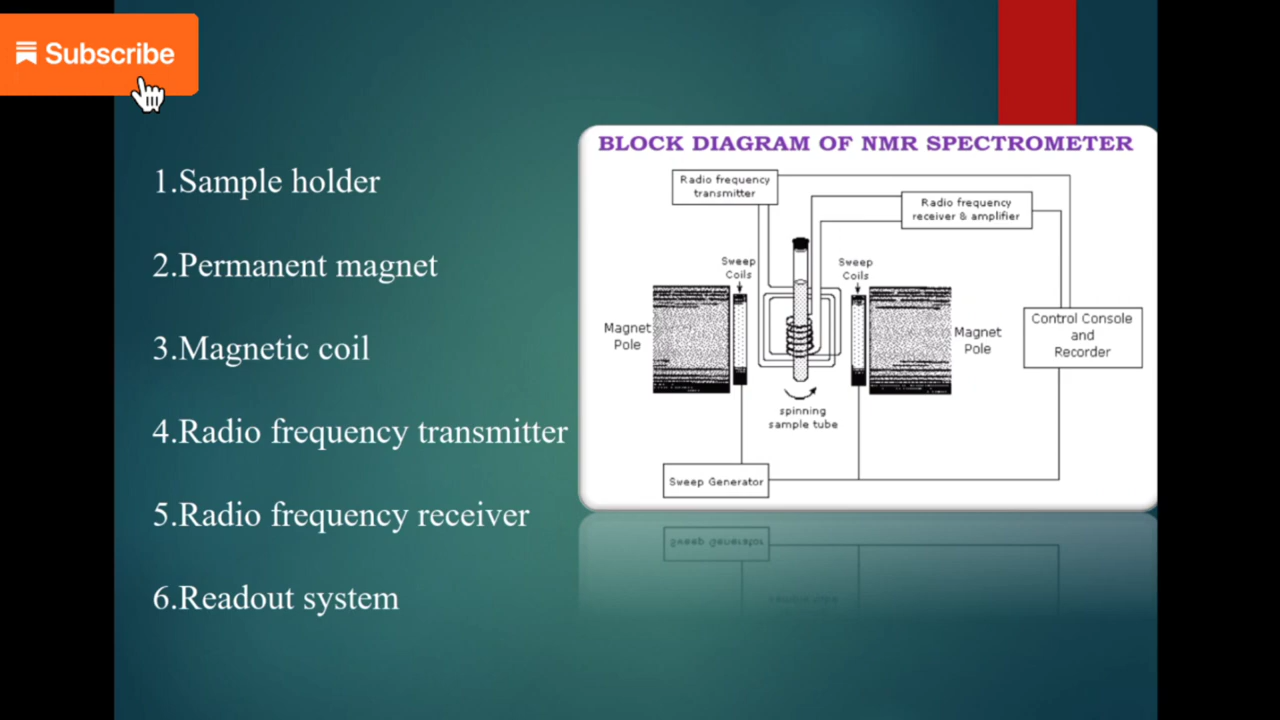 Subscribe
1.Sample holder
2.Permanent magnet
3.Magnetic coil
4.Radio frequency transmitter
5.Radio frequency receiver
6.Readout system
BLOCK DIAGRAM OF NMR SPECTROMETER
Radio frequency
transmitter
Radio frequency
receiver & amplifier
Sweep
Coils
Sweep
Coils
Magnet
Pole
Magnet
Pole
Control Console
and
Recorder
spinning
sample tube
Sweep Generator